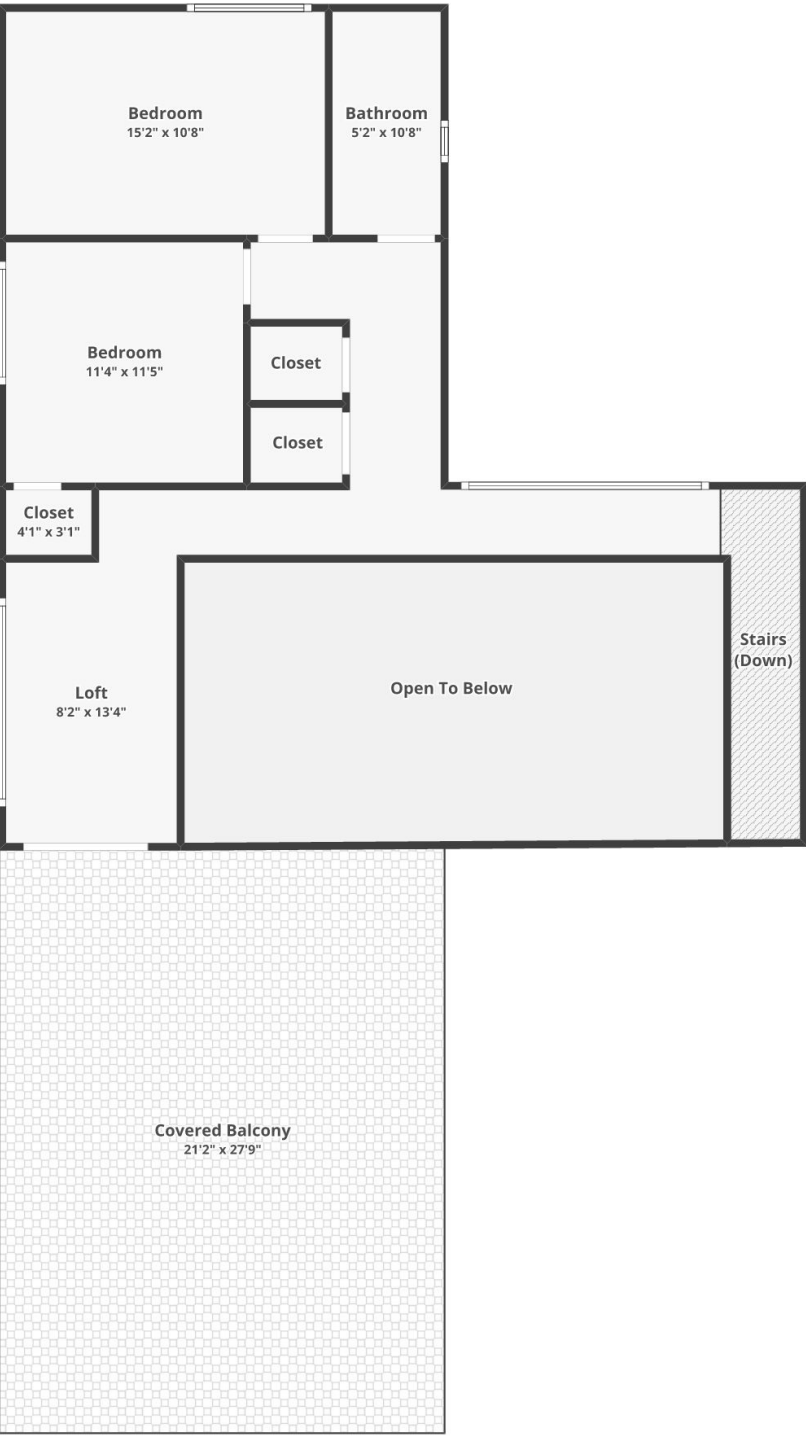 Bedroom
15'2" x 10'8"
Bathroom
5'2" x 10'8"
Bedroom
11'4" x 11'5"
Closet
Closet
Closet
4'1" x 3'1"
Stairs
(Down)
Loft
8'2" x 13'4"
Open To Below
Covered Balcony
21'2" x 27'9"